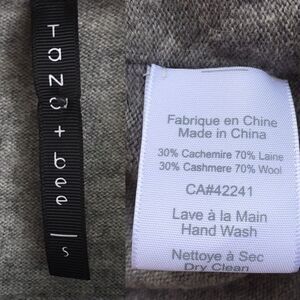 Tano + bee
S
Fabrique en Chine
Made in China
30% Cachemire 70% Laine
30% Cashmere 70% Wool
CA#42241
Lave à la Main
Hand Wash
Nettoye à Sec
Dry Clean